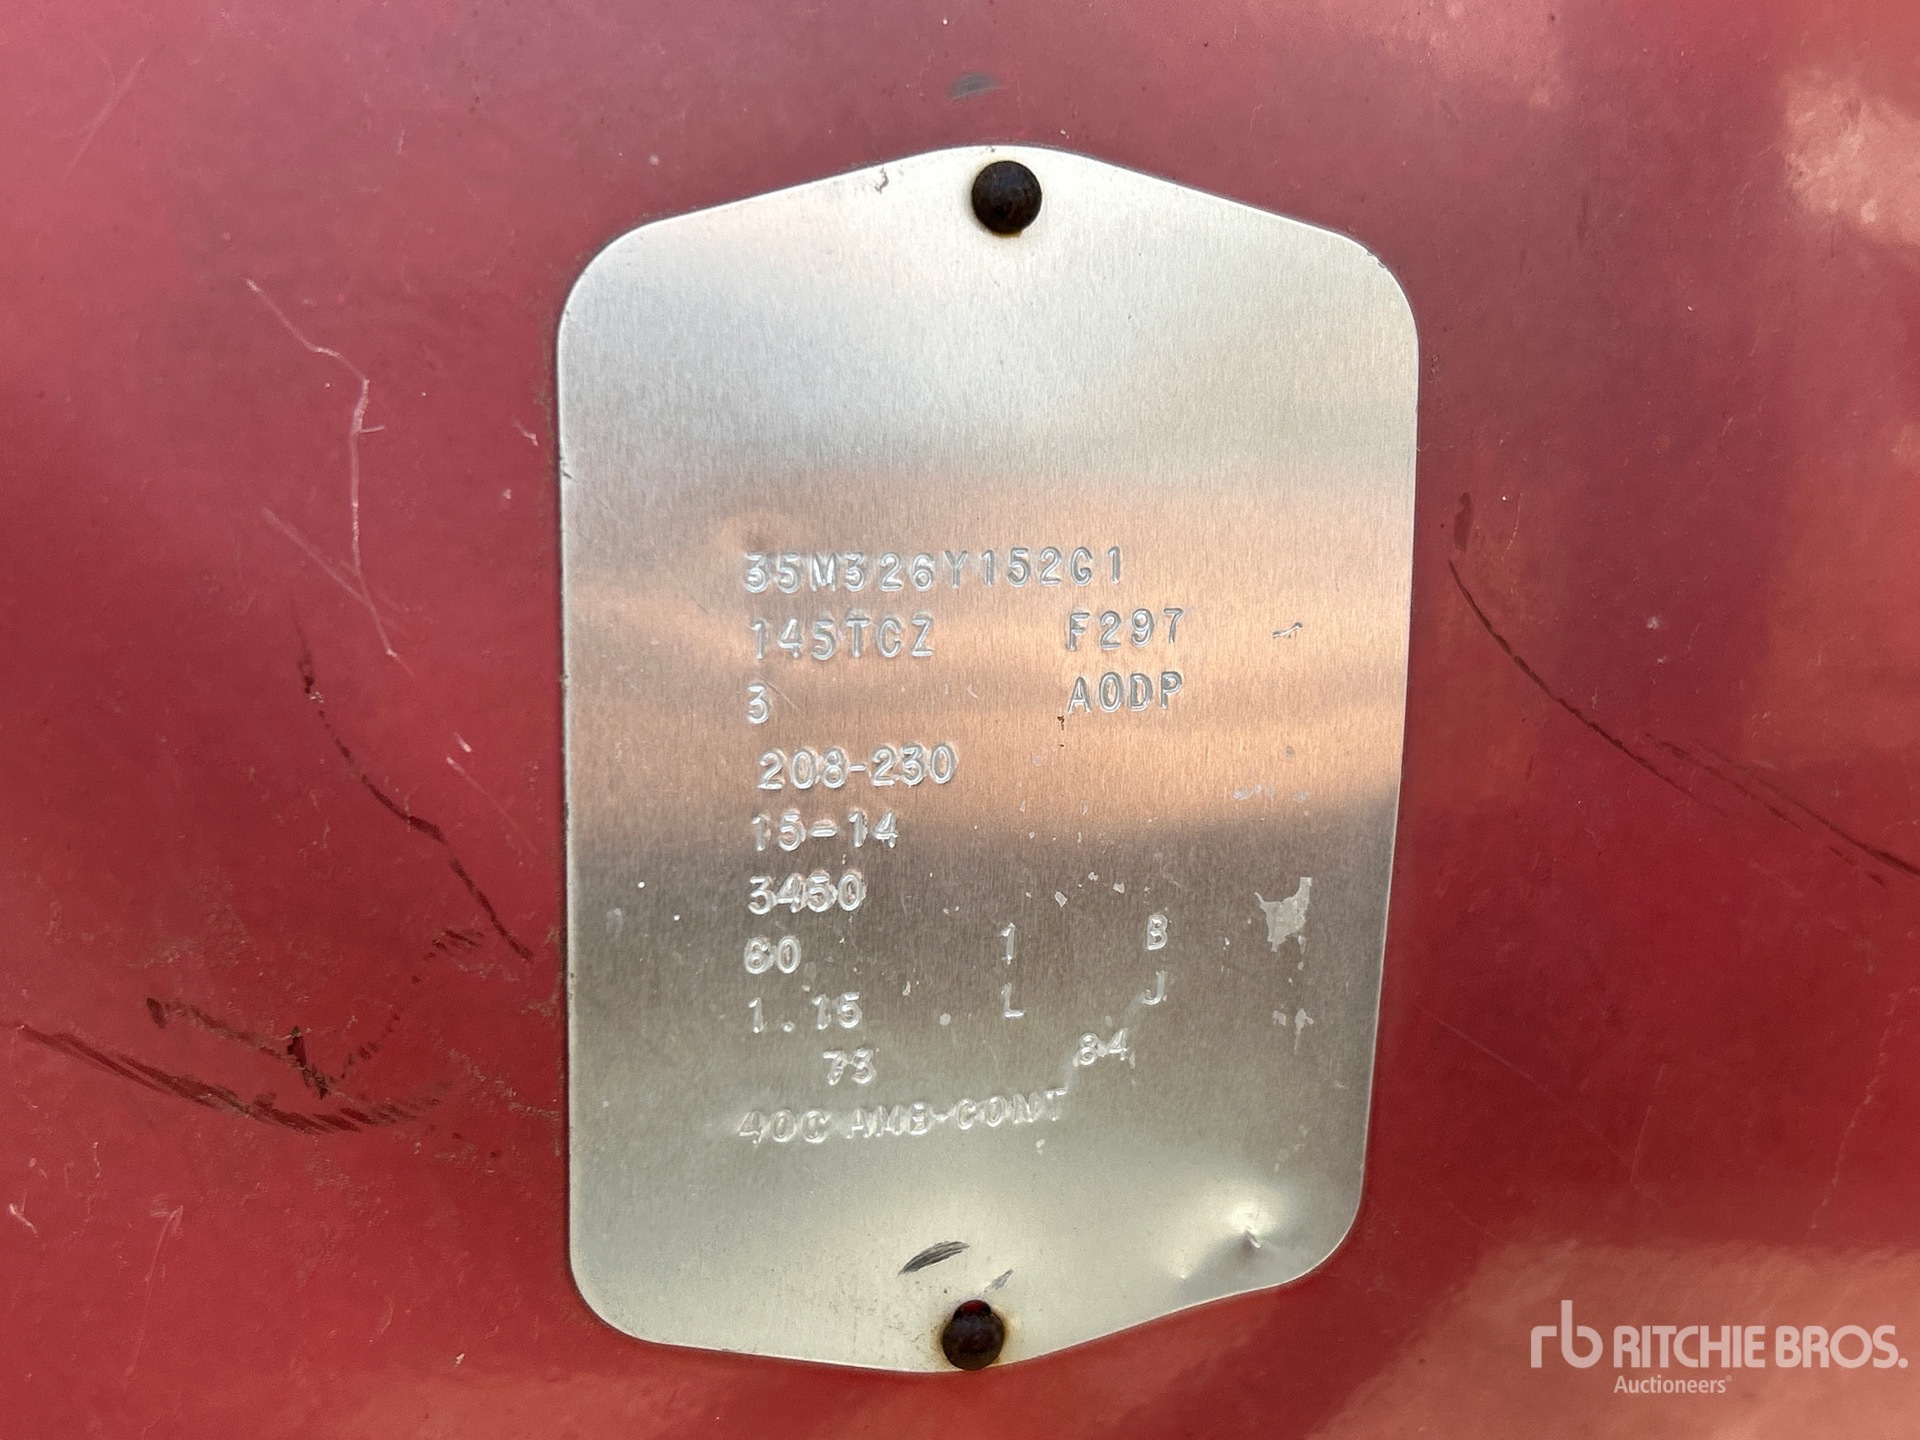 35M326Y152G1
145TCZ F297
3 AODP
208-230
15-14
3450
60 1 B
1.15 L J
73 84
40C AMB-CONT
rb RITCHIE BROS.
Auctioneers